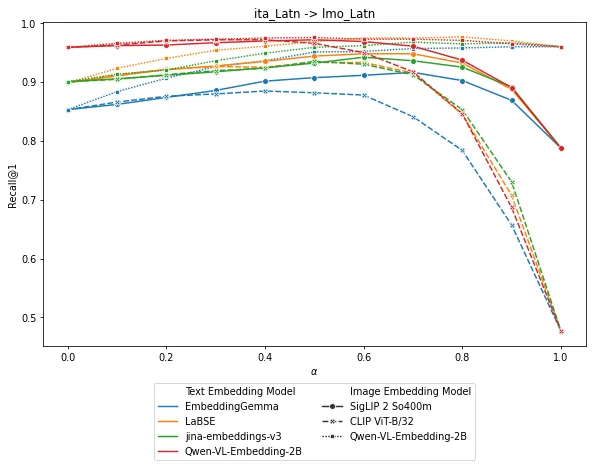 ita_Latn -> lmo_Latn
Recall@1
1.0
0.9
0.8
0.7
0.6
0.5
0.0 0.2 0.4 0.6 0.8 1.0
α
Text Embedding Model
EmbeddingGemma
LaBSE
jina-embeddings-v3
Qwen-VL-Embedding-2B
Image Embedding Model
SigLIP 2 So400m
CLIP ViT-B/32
Qwen-VL-Embedding-2B